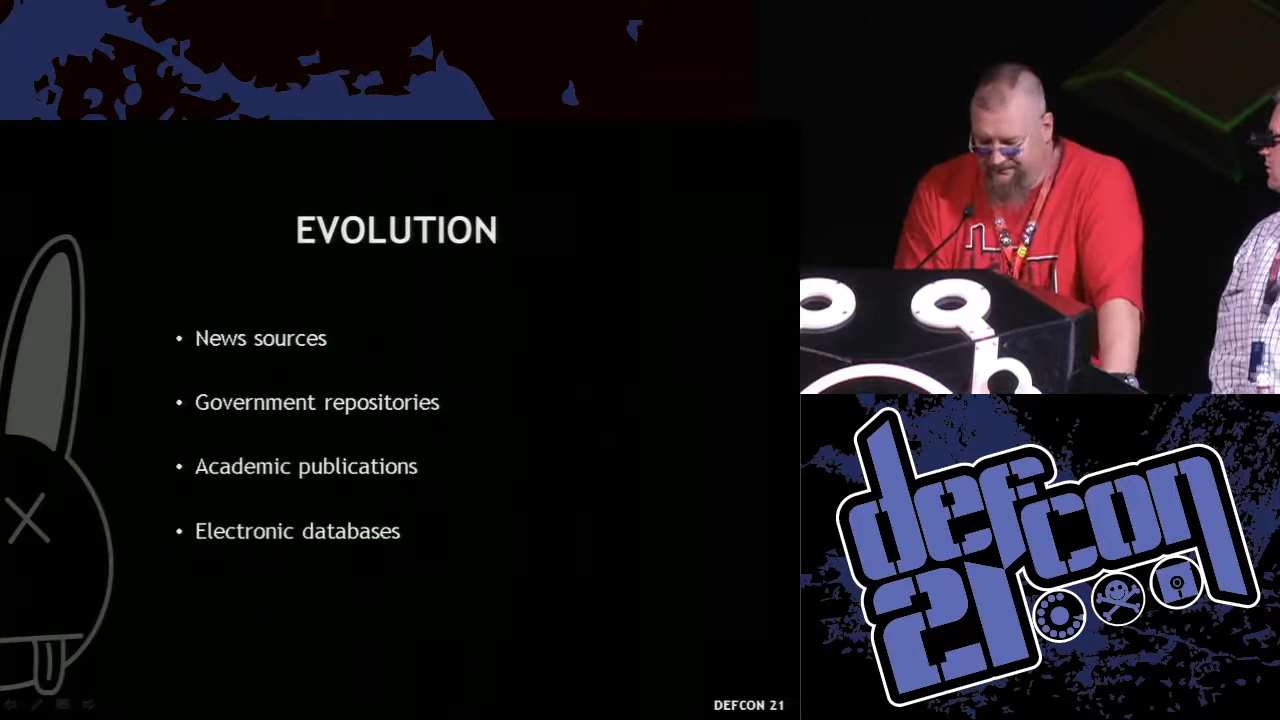 EVOLUTION
• News sources
• Government repositories
• Academic publications
• Electronic databases
DEFCON 21
defcon
21